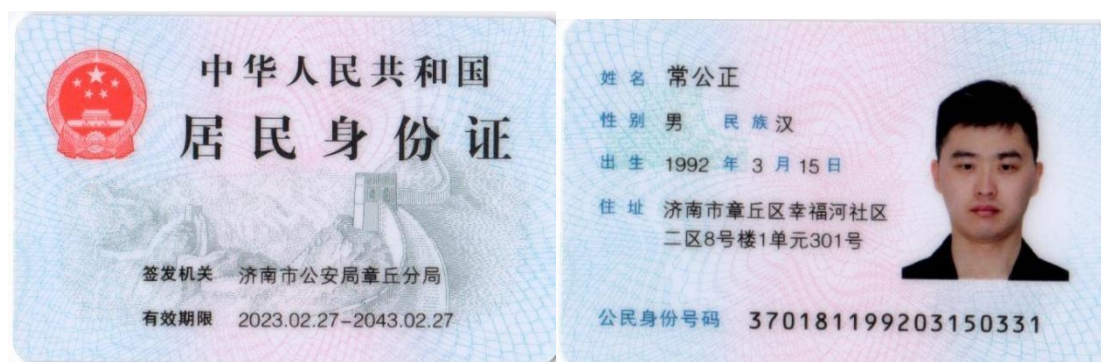 中华人民共和国
居民身份证
签发机关 济南市公安局章丘分局
有效期限 2023.02.27-2043.02.27
姓名 常公正
性别 男 民族 汉
出生 1992 年 3 月 15 日
住址 济南市章丘区幸福河社区
二区8号楼1单元301号
公民身份号码 370181199203150331